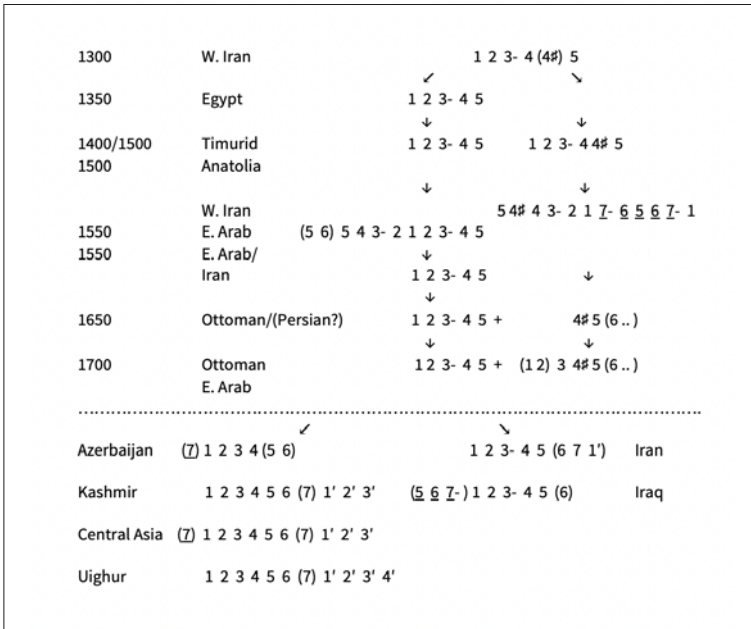 1300 W. Iran 1 2 3- 4 (4♯) 5
↙ ↘
1350 Egypt 1 2 3- 4 5
↓ ↓
1400/1500 Timurid 1 2 3- 4 5 1 2 3- 4 4♯ 5
1500 Anatolia
↓ ↓
W. Iran 5 4♯ 4 3- 2 1 7̲- 6̲ 5̲ 6̲ 7̲- 1
1550 E. Arab (5 6) 5 4 3- 2 1 2 3- 4 5
1550 E. Arab/ ↓
Iran 1 2 3- 4 5 ↓
↓
1650 Ottoman/(Persian?) 1 2 3- 4 5 + 4♯ 5 (6 ..)
↓ ↓
1700 Ottoman 1 2 3- 4 5 + (1 2) 3 4♯ 5 (6 ..)
E. Arab
↙ ↘
Azerbaijan (7̲) 1 2 3 4 (5 6) 1 2 3- 4 5 (6 7 1′) Iran
Kashmir 1 2 3 4 5 6 (7) 1′ 2′ 3′ (5̲ 6̲ 7̲-) 1 2 3- 4 5 (6) Iraq
Central Asia (7̲) 1 2 3 4 5 6 (7) 1′ 2′ 3′
Uighur 1 2 3 4 5 6 (7) 1′ 2′ 3′ 4′